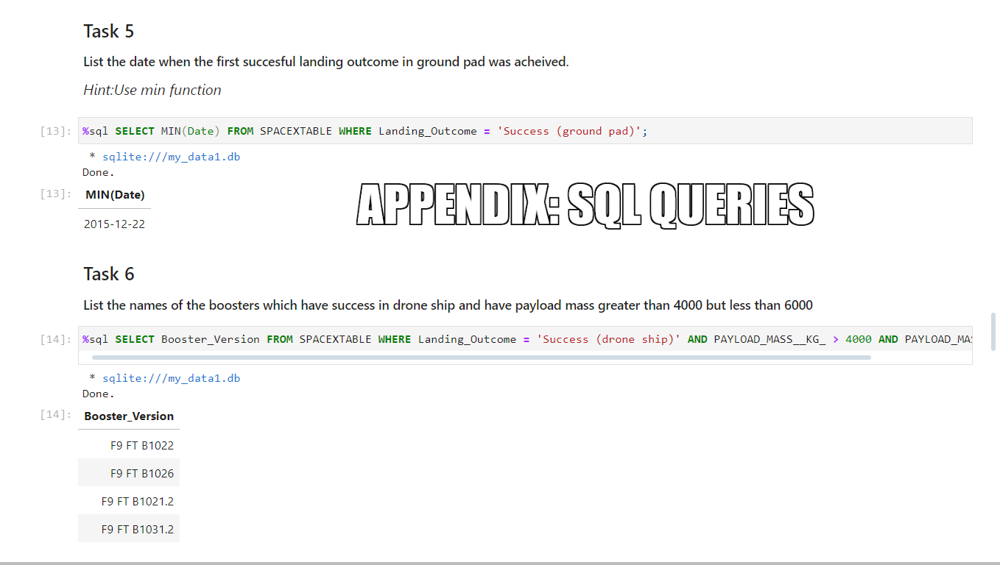 Task 5
List the date when the first succesful landing outcome in ground pad was acheived.
Hint:Use min function
[13]: %sql SELECT MIN(Date) FROM SPACEXTABLE WHERE Landing_Outcome = 'Success (ground pad)';
* sqlite:///my_data1.db
Done.
[13]: MIN(Date)
APPENDIX: SQL QUERIES
2015-12-22
Task 6
List the names of the boosters which have success in drone ship and have payload mass greater than 4000 but less than 6000
[14]: %sql SELECT Booster_Version FROM SPACEXTABLE WHERE Landing_Outcome = 'Success (drone ship)' AND PAYLOAD_MASS__KG_ > 4000 AND
* sqlite:///my_data1.db
Done.
[14]: Booster_Version
F9 FT B1022
F9 FT B1026
F9 FT B1021.2
F9 FT B1031.2